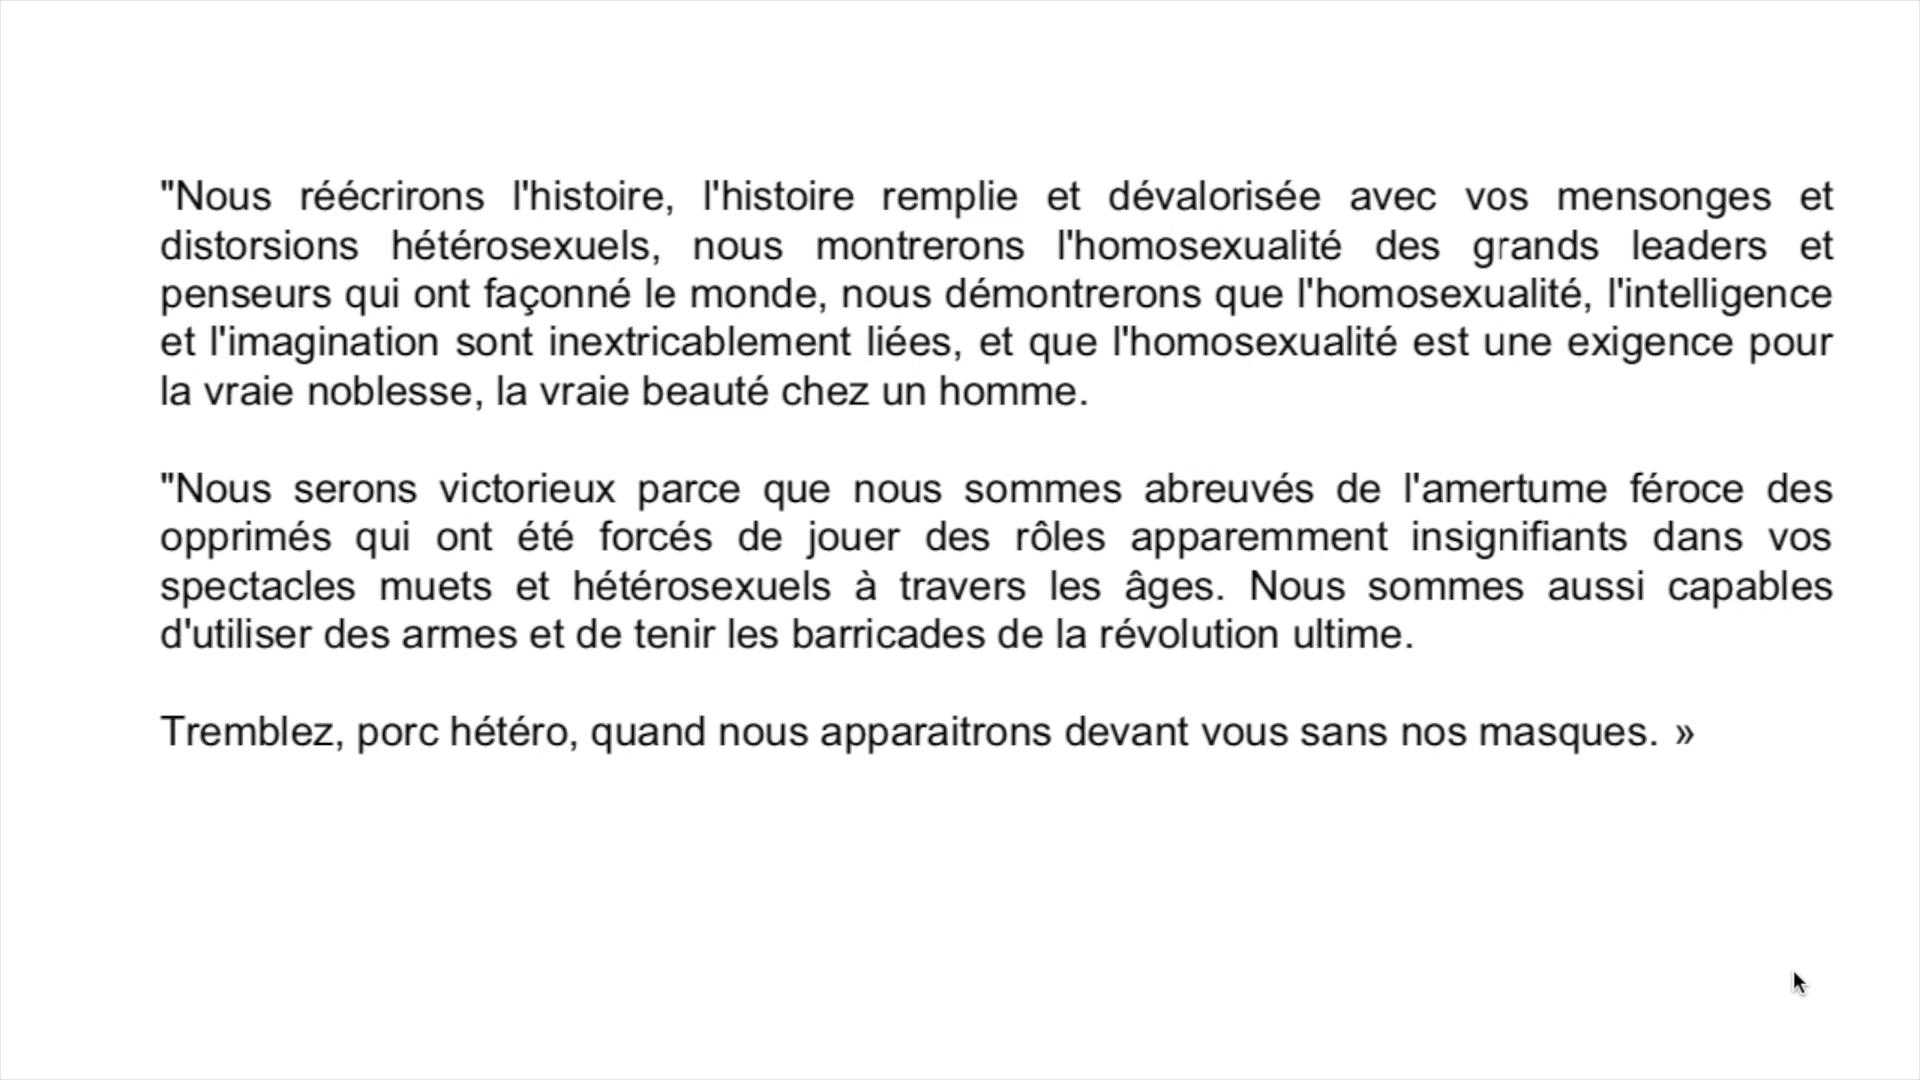 "Nous réécrirons l'histoire, l'histoire remplie et dévalorisée avec vos mensonges et
distorsions hétérosexuels, nous montrerons l'homosexualité des grands leaders et
penseurs qui ont façonné le monde, nous démontrerons que l'homosexualité, l'intelligence
et l'imagination sont inextricablement liées, et que l'homosexualité est une exigence pour
la vraie noblesse, la vraie beauté chez un homme.
"Nous serons victorieux parce que nous sommes abreuvés de l'amertume féroce des
opprimés qui ont été forcés de jouer des rôles apparemment insignifiants dans vos
spectacles muets et hétérosexuels à travers les âges. Nous sommes aussi capables
d'utiliser des armes et de tenir les barricades de la révolution ultime.
Tremblez, porc hétéro, quand nous apparaitrons devant vous sans nos masques. »